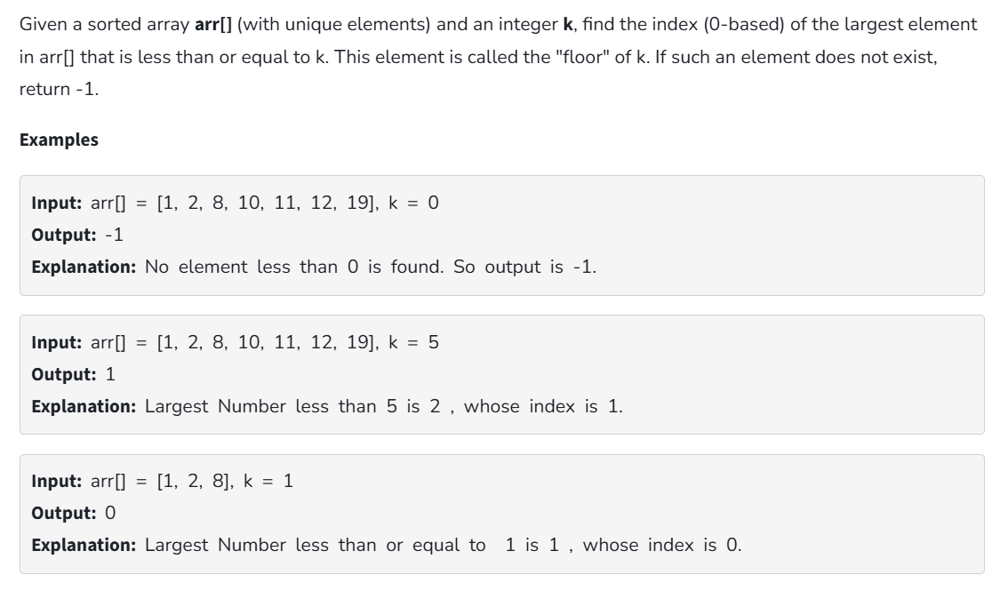 Given a sorted array arr[] (with unique elements) and an integer k, find the index (0-based) of the largest element
in arr[] that is less than or equal to k. This element is called the "floor" of k. If such an element does not exist,
return -1.
Examples
Input: arr[] = [1, 2, 8, 10, 11, 12, 19], k = 0
Output: -1
Explanation: No element less than 0 is found. So output is -1.
Input: arr[] = [1, 2, 8, 10, 11, 12, 19], k = 5
Output: 1
Explanation: Largest Number less than 5 is 2 , whose index is 1.
Input: arr[] = [1, 2, 8], k = 1
Output: 0
Explanation: Largest Number less than or equal to  1 is 1 , whose index is 0.